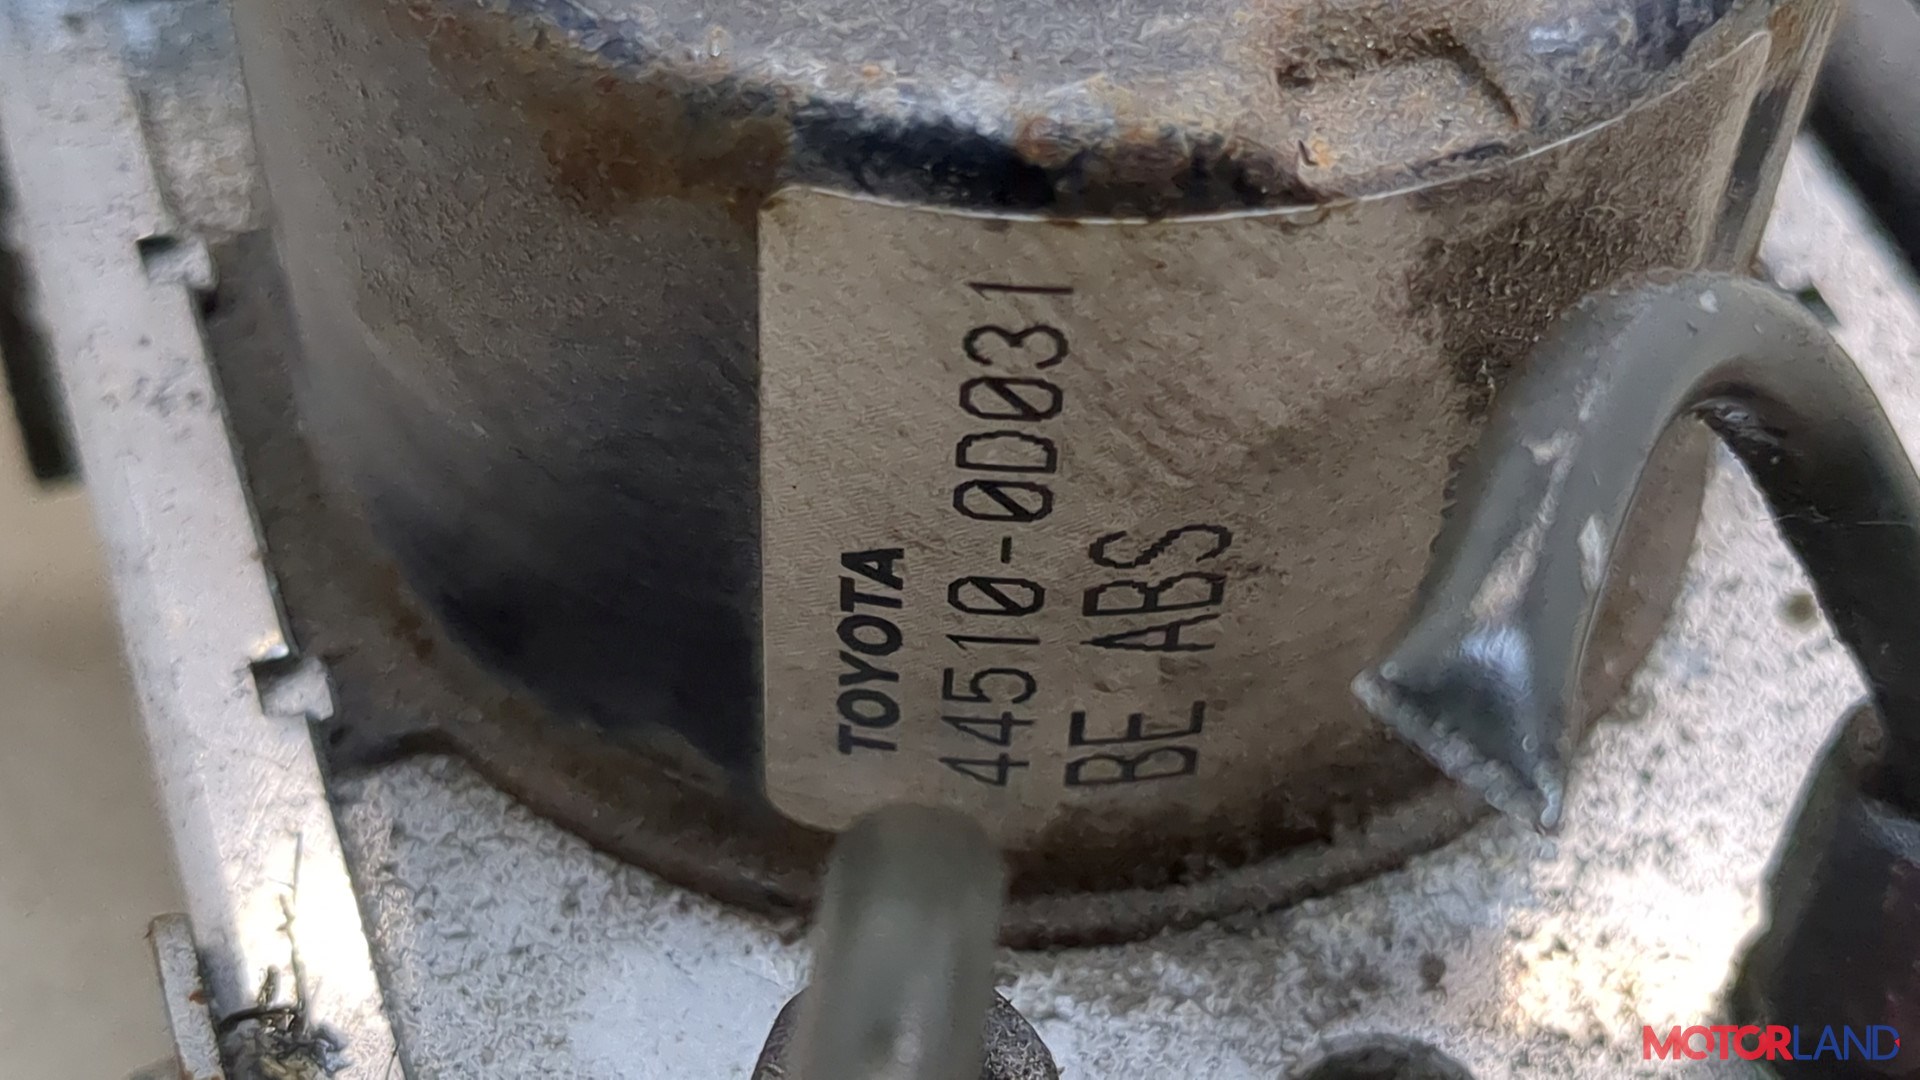 TOYOTA
44510-0D031
BE ABS
MOTORLAND